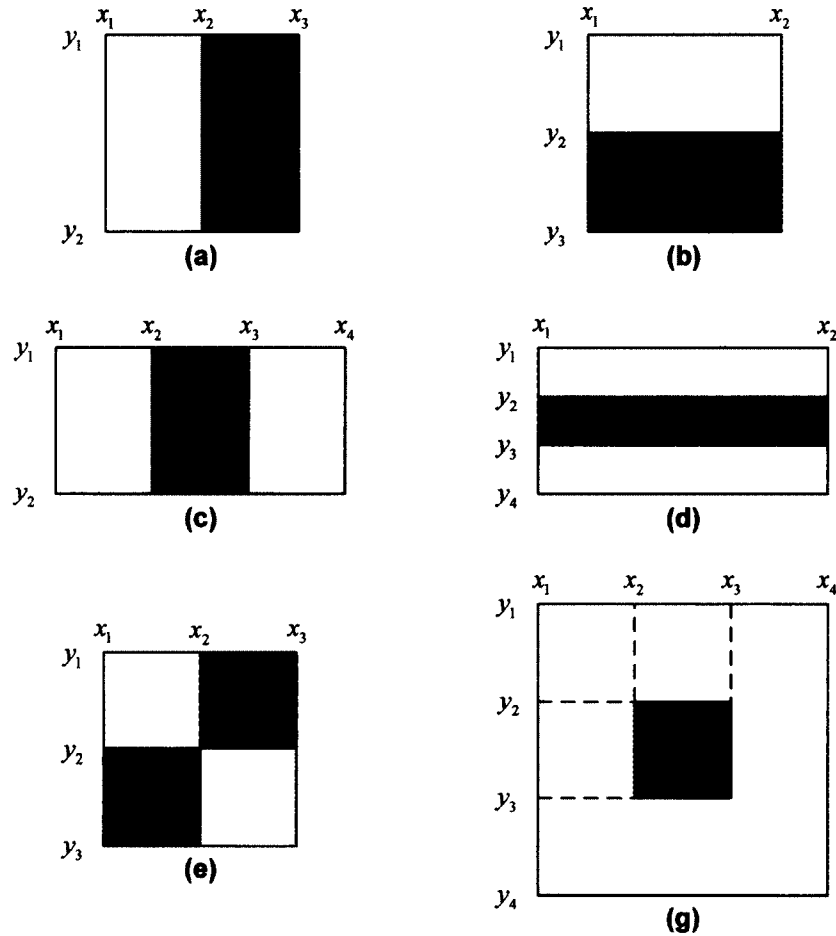 x₁ x₂ x₃
y₁
y₂
(a)
x₁ x₂
y₁
y₂
y₃
(b)
x₁ x₂ x₃ x₄
y₁
y₂
(c)
x₁ x₂
y₁
y₂
y₃
y₄
(d)
x₁ x₂ x₃
y₁
y₂
y₃
(e)
x₁ x₂ x₃ x₄
y₁
y₂
y₃
y₄
(g)